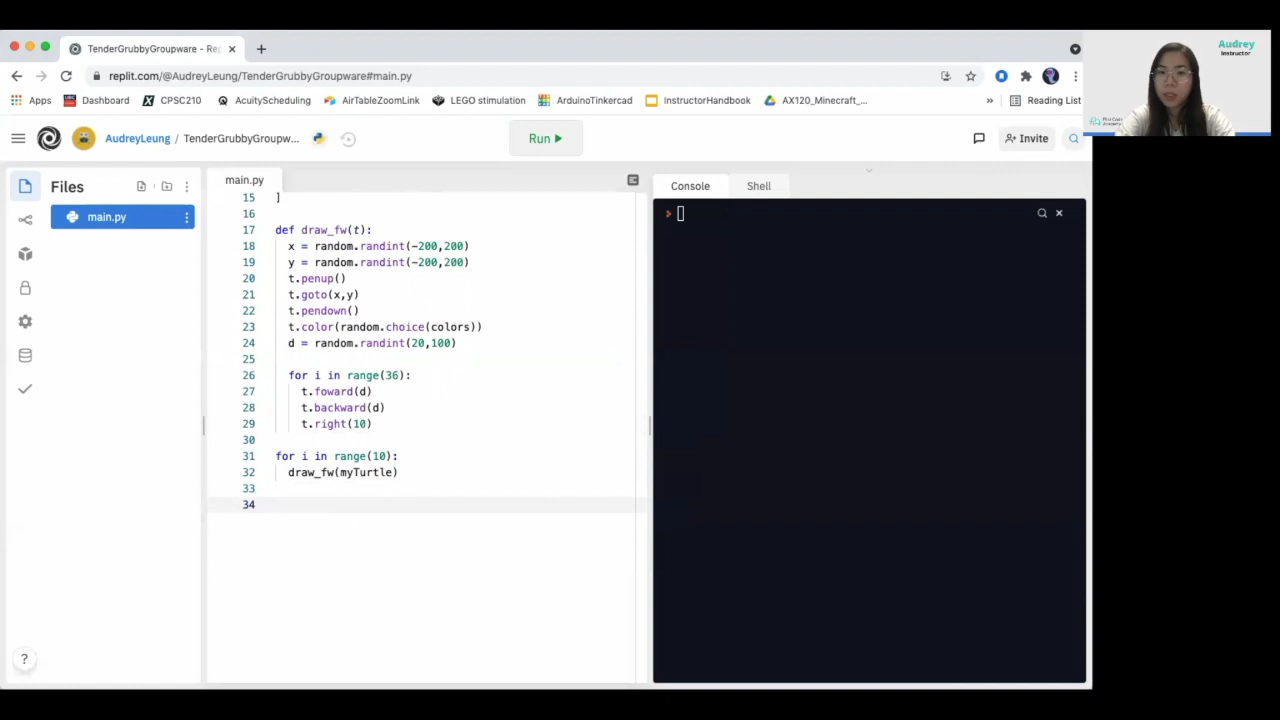 TenderGrubbyGroupware - Rep
replit.com/@AudreyLeung/TenderGrubbyGroupware#main.py
Apps UBC Dashboard CPSC210 AcuityScheduling AirTableZoomLink LEGO stimulation ArduinoTinkercad InstructorHandbook AX120_Minecraft_... » Reading List
AudreyLeung / TenderGrubbyGroupw... Run Invite
Files
main.py
main.py
15 ]
16
17 def draw_fw(t):
18 x = random.randint(-200,200)
19 y = random.randint(-200,200)
20 t.penup()
21 t.goto(x,y)
22 t.pendown()
23 t.color(random.choice(colors))
24 d = random.randint(20,100)
25
26 for i in range(36):
27 t.foward(d)
28 t.backward(d)
29 t.right(10)
30
31 for i in range(10):
32 draw_fw(myTurtle)
33
34
Console Shell
Audrey
Instructor
?